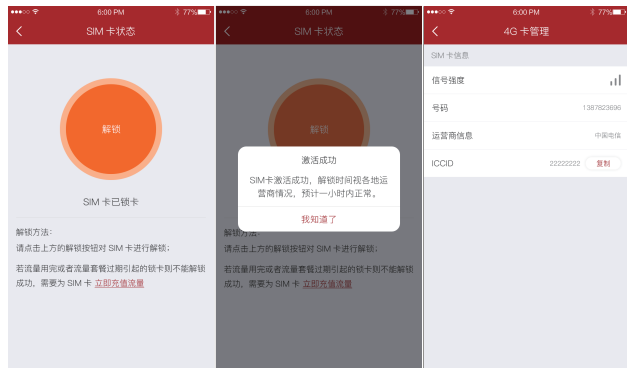 6:00 PM
77%
SIM 卡状态
解锁
SIM 卡已锁卡
解锁方法:
请点击上方的解锁按钮对 SIM 卡进行解锁;
若流量用完或者流量套餐过期引起的锁卡则不能解锁
成功，需要为 SIM 卡 立即充值流量
6:00 PM
77%
SIM 卡状态
解锁
激活成功
SIM卡激活成功，解锁时间视各地运
营商情况，预计一小时内正常。
我知道了
解锁方法:
请点击上方的解锁按钮对 SIM 卡进行解锁;
若流量用完或者流量套餐过期引起的锁卡则不能解锁
成功，需要为 SIM 卡 立即充值流量
6:00 PM
77%
4G 卡管理
SIM 卡信息
信号强度
号码 1387823696
运营商信息 中国电信
ICCID 22222222 复制